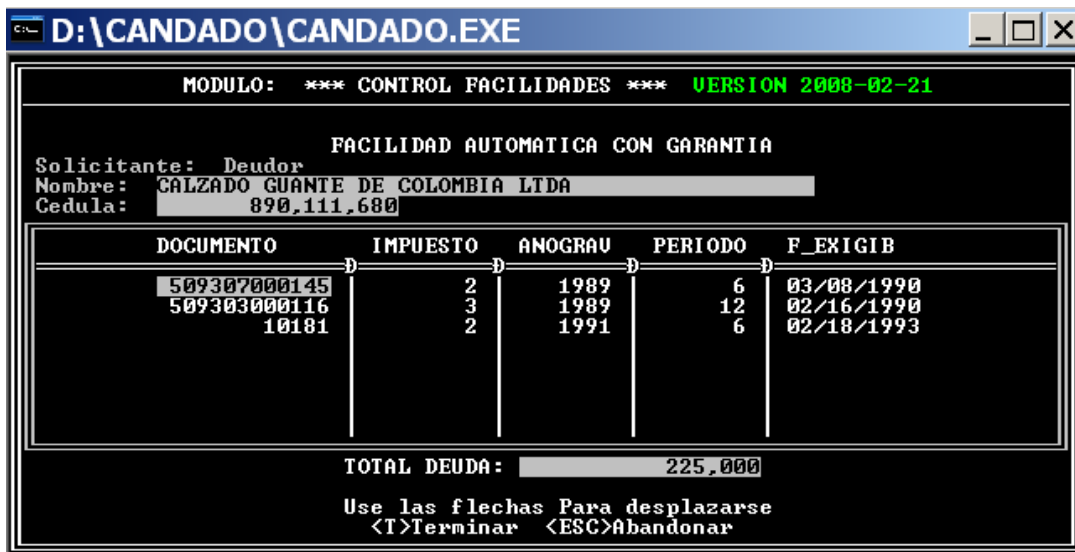 D:\CANDADO\CANDADO.EXE
MODULO: *** CONTROL FACILIDADES *** VERSION 2008-02-21
FACILIDAD AUTOMATICA CON GARANTIA
Solicitante: Deudor
Nombre: CALZADO GUANTE DE COLOMBIA LTDA
Cedula: 890,111,680
DOCUMENTO IMPUESTO ANOGRAV PERIODO F_EXIGIB
509307000145 2 1989 6 03/08/1990
509303000116 3 1989 12 02/16/1990
10181 2 1991 6 02/18/1993
TOTAL DEUDA: 225,000
Use las flechas Para desplazarse
<T>Terminar <ESC>Abandonar